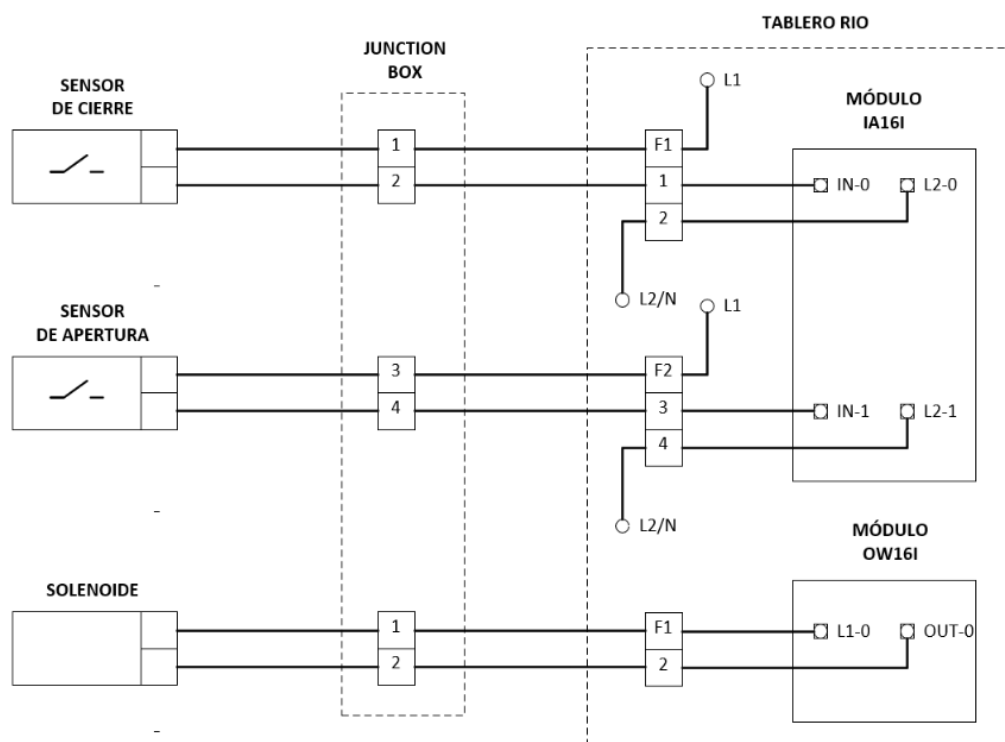 TABLERO RIO
JUNCTION
BOX
SENSOR
DE CIERRE
L1
MÓDULO
IA16I
1
F1
2
1
IN-0
L2-0
2
L2/N
L1
SENSOR
DE APERTURA
3
F2
4
3
IN-1
L2-1
4
L2/N
MÓDULO
OW16I
SOLENOIDE
1
F1
L1-0
OUT-0
2
2